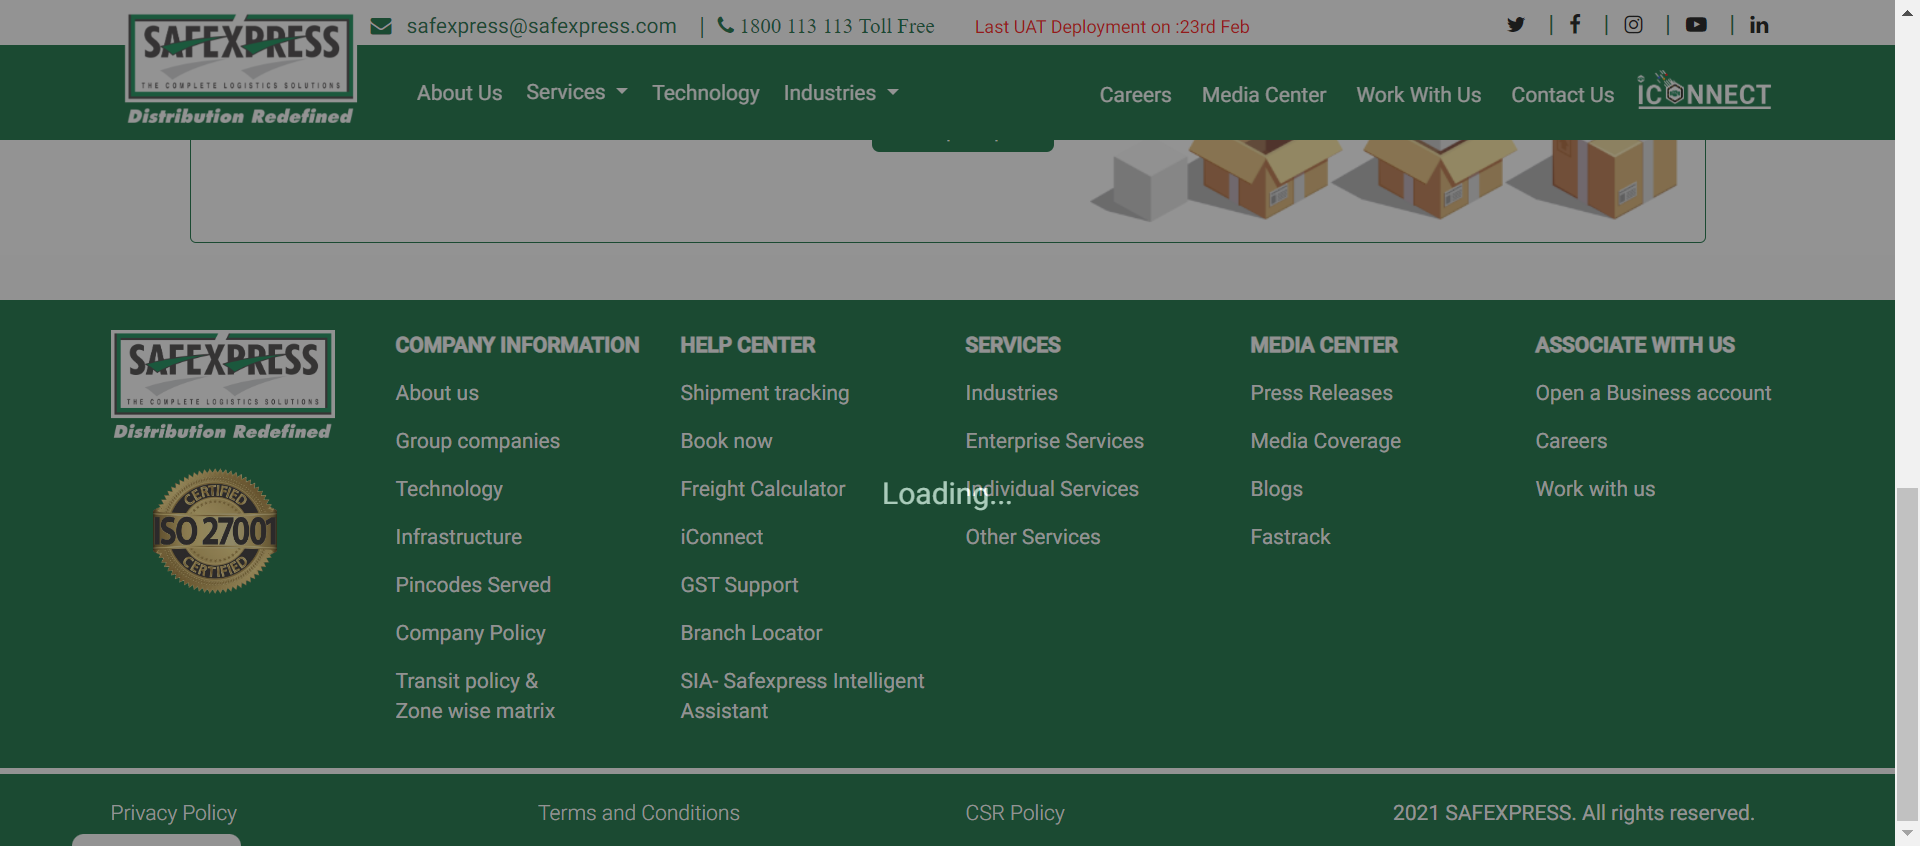 SAFEXPRESS
THE COMPLETE LOGISTICS SOLUTIONS
Distribution Redefined
safexpress@safexpress.com | 1800 113 113 Toll Free Last UAT Deployment on :23rd Feb
About Us Services Technology Industries Careers Media Center Work With Us Contact Us iCONNECT
SAFEXPRESS
THE COMPLETE LOGISTICS SOLUTIONS
Distribution Redefined
CERTIFIED
ISO 27001
CERTIFIED
COMPANY INFORMATION
About us
Group companies
Technology
Infrastructure
Pincodes Served
Company Policy
Transit policy &
Zone wise matrix
HELP CENTER
Shipment tracking
Book now
Freight Calculator
iConnect
GST Support
Branch Locator
SIA- Safexpress Intelligent
Assistant
Loading...
SERVICES
Industries
Enterprise Services
Individual Services
Other Services
MEDIA CENTER
Press Releases
Media Coverage
Blogs
Fastrack
ASSOCIATE WITH US
Open a Business account
Careers
Work with us
Privacy Policy Terms and Conditions CSR Policy 2021 SAFEXPRESS. All rights reserved.